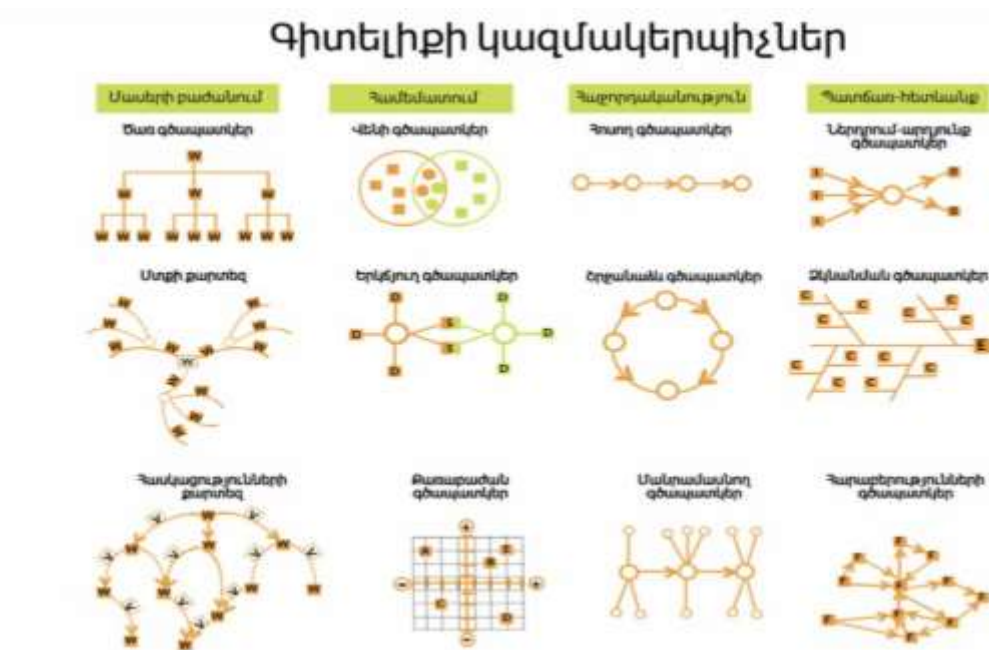 Գիտելիքի կազմակերպիչներ
Մասերի բաժանում
Համեմատում
Հաջորդականություն
Պատճառ-հետևանք
Ծառ գծապատկեր
Վենի գծապատկեր
Հոսող գծապատկեր
Ներդրում-արդյունք
գծապատկեր
W
W W W
W W W W W W W W W
I I I
Մտքի քարտեզ
Երկճյուղ գծապատկեր
Շրջանաձև գծապատկեր
Ձկնանման գծապատկեր
W W W W W W W W W W W
D D D D D D
S S
C C C C C C C C
E
Հասկացությունների
քարտեզ
Քառաբաժան
գծապատկեր
Մանրամասնող
գծապատկեր
Հարաբերությունների
գծապատկեր
W W W W W W W W W
V V V V V V V
+
A
B
− +
C
D
−
F F F F F F F F F